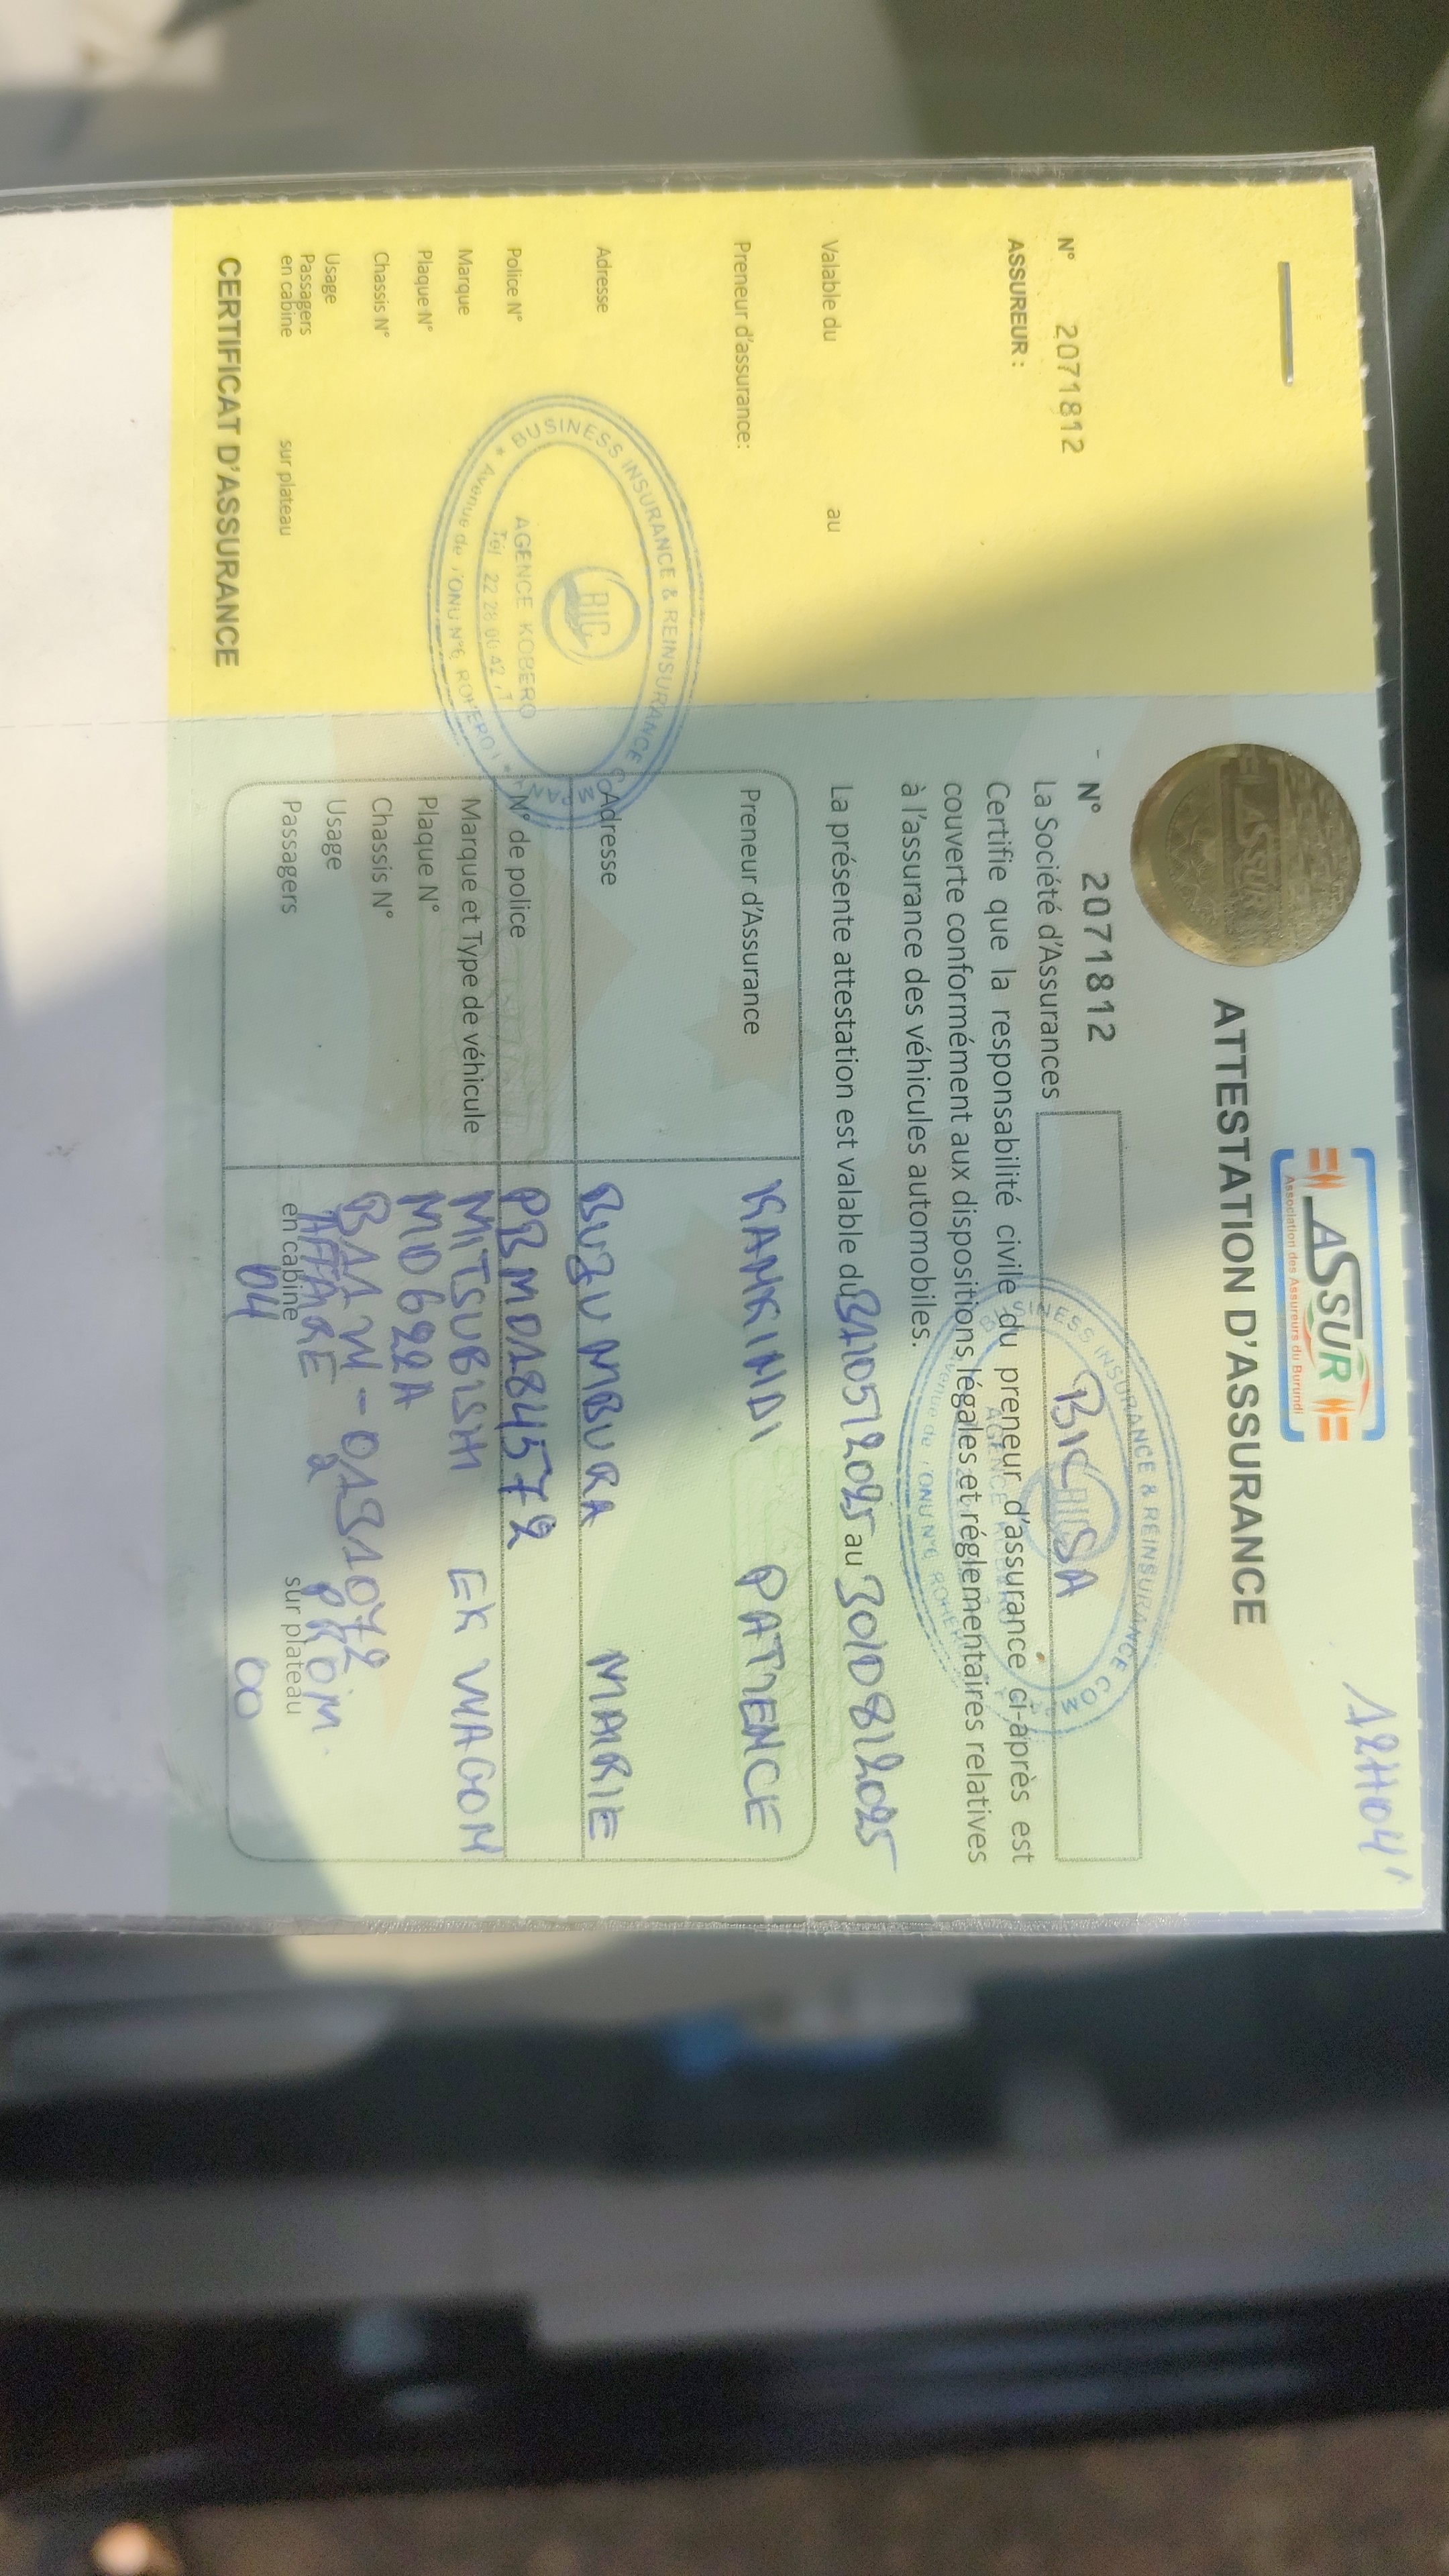 12H04'
ASSUR
Association des Assureurs du Burundi
ATTESTATION D'ASSURANCE
ASSUR
N° 2071812
La Société d'Assurances BIC SA
Certifie que la responsabilité civile du preneur d'assurance ci-après est
couverte conformément aux dispositions légales et réglementaires relatives
à l'assurance des véhicules automobiles.
La présente attestation est valable du 31/05/2025 au 30/08/2025
Preneur d'Assurance KANKINDI PATIENCE
Adresse BUJUMBURA MAIRIE
N° de police PBM0184572
Marque et Type de véhicule MITSUBISHI EK WAGON
Plaque N° MD622A
Chassis N° B11W-0131072
Usage AFFAIRE 2 PROM.
Passagers en cabine sur plateau
04 00
BUSINESS INSURANCE & REINSURANCE COMPANY
BIC
AGENCE KOBERO
Avenue de l'ONU N°6 ROHERO I
N° 2071812
ASSUREUR :
Valable du au
Preneur d'assurance:
Adresse
Police N°
Marque
Plaque N°
Chassis N°
Usage
Passagers
en cabine sur plateau
CERTIFICAT D'ASSURANCE
BUSINESS INSURANCE & REINSURANCE COMPANY
BIC
AGENCE KOBERO
Tél 22 28 00 42
Avenue de l'ONU N°6 ROHERO I